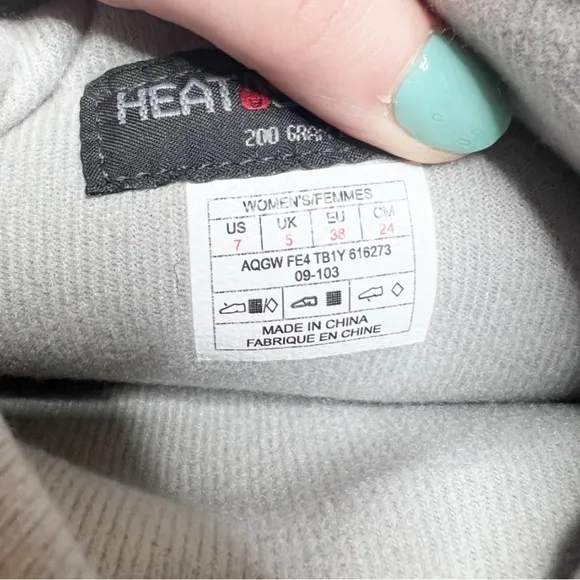 HEAT
200 GRAM
WOMEN'S/FEMMES
US UK EU CM
7 5 38 24
AQGW FE4 TB1Y 616273
09-103
MADE IN CHINA
FABRIQUE EN CHINE